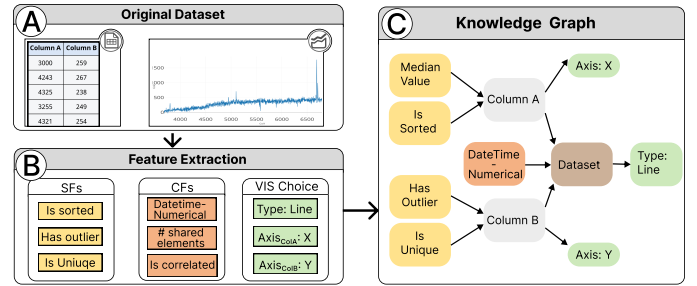 A
Original Dataset
Column A Column B
3000 259
4243 267
4325 238
3255 249
4321 254
4000 4500 5000 5500 6000 6500
B
Feature Extraction
SFs
Is sorted
Has outlier
Is Uniuqe
CFs
Datetime-
Numerical
# shared
elements
Is correlated
VIS Choice
Type: Line
AxisColA: X
AxisColB: Y
C
Knowledge Graph
Median
Value
Is
Sorted
Column A
Axis: X
DateTime
-
Numerical
Dataset
Type:
Line
Has
Outlier
Is
Unique
Column B
Axis: Y